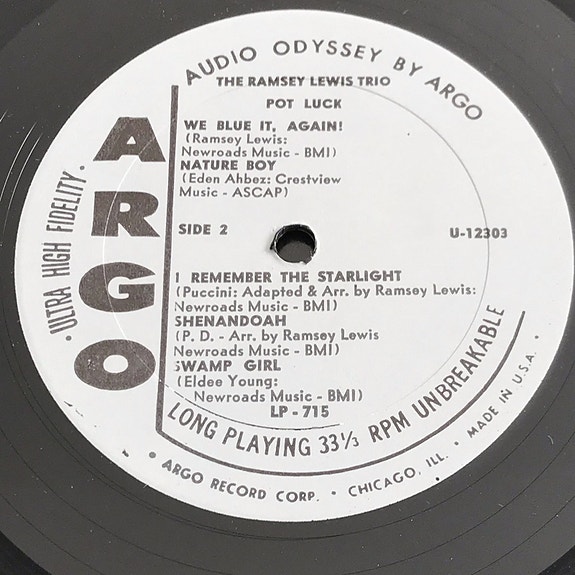 AUDIO ODYSSEY BY ARGO
THE RAMSEY LEWIS TRIO
POT LUCK
WE BLUE IT, AGAIN!
(Ramsey Lewis:
Newroads Music - BMI)
NATURE BOY
(Eden Ahbez: Crestview
Music - ASCAP)
ARGO
· ULTRA HIGH FIDELITY ·
SIDE 2
U-12303
I REMEMBER THE STARLIGHT
(Puccini: Adapted & Arr. by Ramsey Lewis:
Newroads Music - BMI)
SHENANDOAH
(P. D. - Arr. by Ramsey Lewis
Newroads Music - BMI)
SWAMP GIRL
(Eldee Young:
Newroads Music - BMI)
LP - 715
LONG PLAYING 33 1/3 RPM UNBREAKABLE
• ARGO RECORD CORP. • CHICAGO, ILL. • MADE IN U.S.A. •